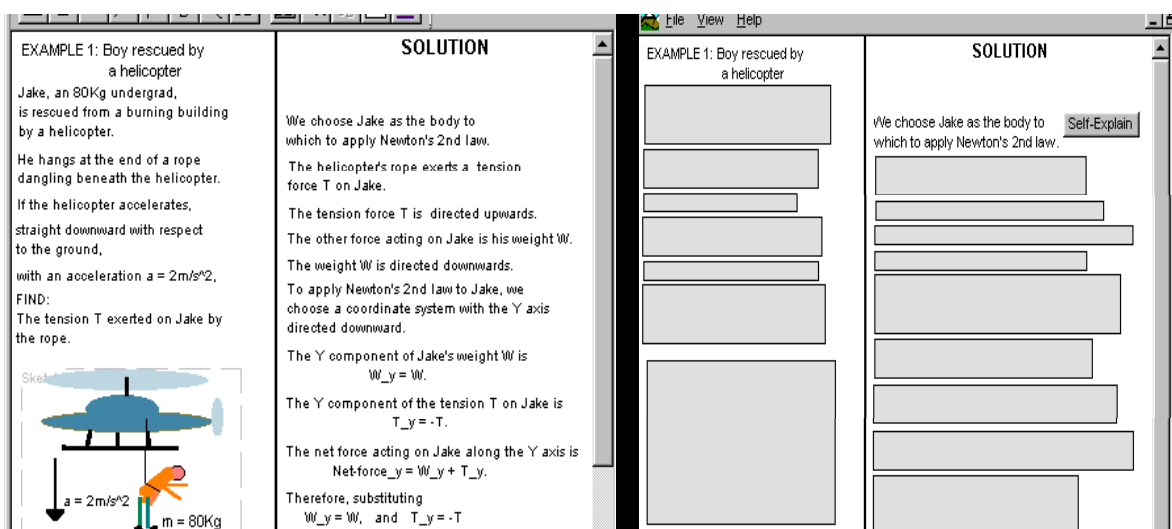 EXAMPLE 1: Boy rescued by
a helicopter
Jake, an 80Kg undergrad,
is rescued from a burning building
by a helicopter.
He hangs at the end of a rope
dangling beneath the helicopter.
If the helicopter accelerates,
straight downward with respect
to the ground,
with an acceleration a = 2m/s^2,
FIND:
The tension T exerted on Jake by
the rope.
a = 2m/s^2
m = 80Kg
SOLUTION
We choose Jake as the body to
which to apply Newton's 2nd law.
The helicopter's rope exerts a tension
force T on Jake.
The tension force T is directed upwards.
The other force acting on Jake is his weight W.
The weight W is directed downwards.
To apply Newton's 2nd law to Jake, we
choose a coordinate system with the Y axis
directed downward.
The Y component of Jake's weight W is
W_y = W.
The Y component of the tension T on Jake is
T_y = -T.
The net force acting on Jake along the Y axis is
Net-force_y = W_y + T_y.
Therefore, substituting
W_y = W, and T_y = -T
File View Help
EXAMPLE 1: Boy rescued by
a helicopter
SOLUTION
We choose Jake as the body to
which to apply Newton's 2nd law.
Self-Explain